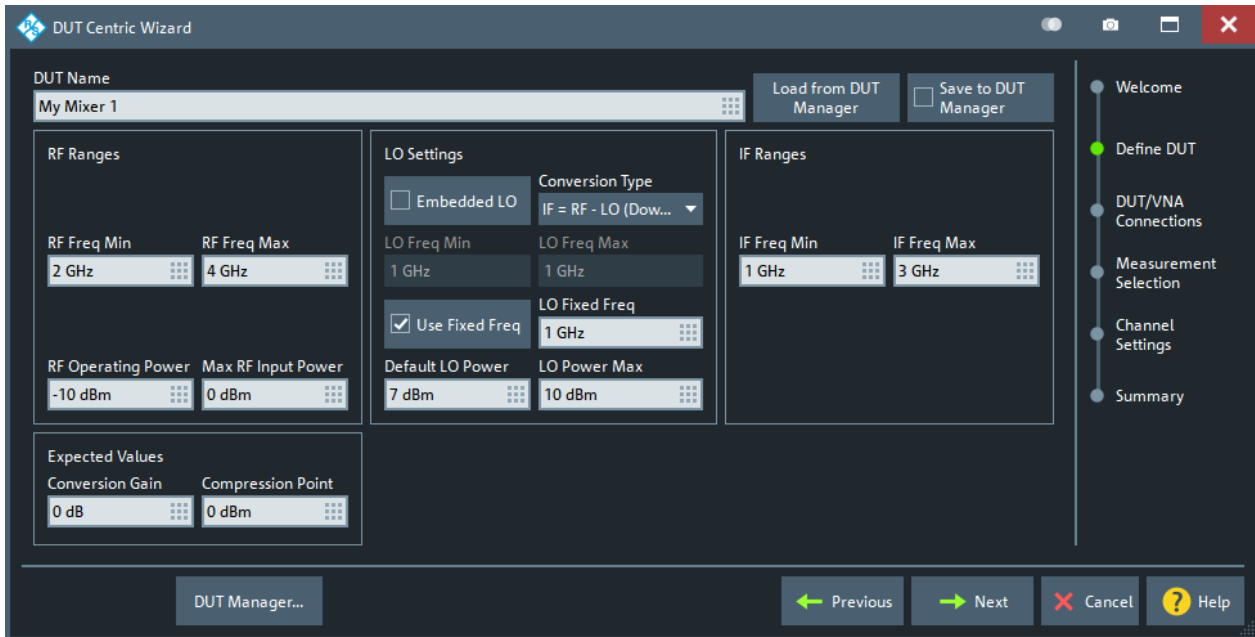 DUT Centric Wizard
DUT Name
My Mixer 1
Load from DUT
Manager
Save to DUT
Manager
RF Ranges
RF Freq Min
RF Freq Max
2 GHz
4 GHz
RF Operating Power
Max RF Input Power
-10 dBm
0 dBm
LO Settings
Embedded LO
Conversion Type
IF = RF - LO (Dow...
LO Freq Min
LO Freq Max
1 GHz
1 GHz
Use Fixed Freq
LO Fixed Freq
1 GHz
Default LO Power
LO Power Max
7 dBm
10 dBm
IF Ranges
IF Freq Min
IF Freq Max
1 GHz
3 GHz
Expected Values
Conversion Gain
Compression Point
0 dB
0 dBm
Welcome
Define DUT
DUT/VNA
Connections
Measurement
Selection
Channel
Settings
Summary
DUT Manager...
Previous
Next
Cancel
? Help